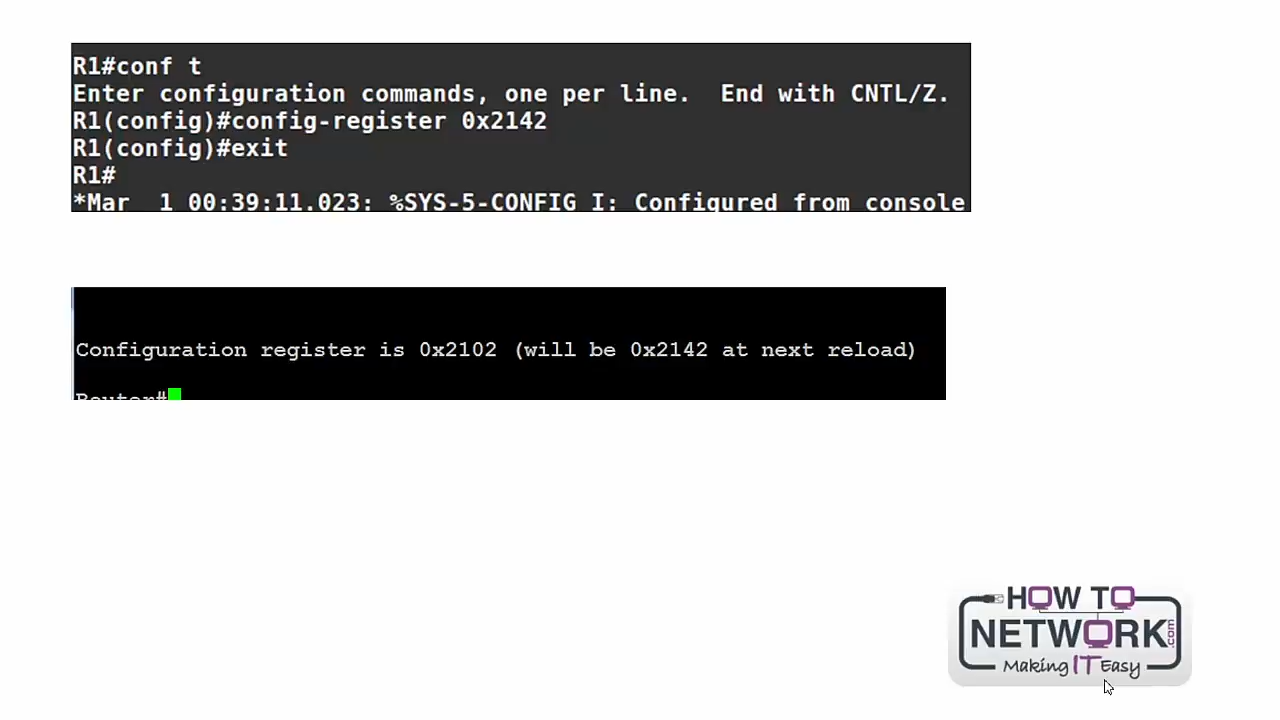 R1#conf t
Enter configuration commands, one per line.  End with CNTL/Z.
R1(config)#config-register 0x2142
R1(config)#exit
R1#
*Mar  1 00:39:11.023: %SYS-5-CONFIG_I: Configured from console
Configuration register is 0x2102 (will be 0x2142 at next reload)
Router#
HOW TO
NETWORK.com
Making IT Easy